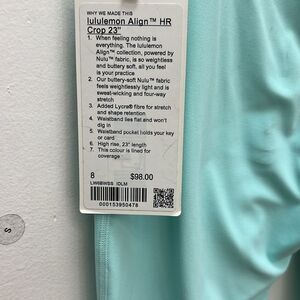 WHY WE MADE THIS
lululemon Align™ HR
Crop 23"
1. When feeling nothing is
everything. The lululemon
Align™ collection, powered by
Nulu™ fabric, is so weightless
and buttery soft, all you feel
is your practice
2. Our buttery-soft Nulu™ fabric
feels weightlessly light and is
sweat-wicking and four-way
stretch
3. Added Lycra® fibre for stretch
and shape retention
4. Waistband lies flat and won't
dig in
5. Waistband pocket holds your key
or card
6. High rise, 23" length
7. This colour is lined for
coverage
8 $98.00
LW6BWSS IDLM
000153950478
S